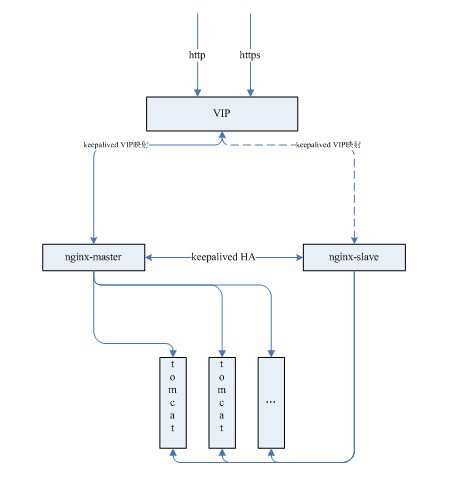 http
https
VIP
keepalived VIP映射
keepalived VIP映射
nginx-master
keepalived HA
nginx-slave
tomcat
tomcat
...